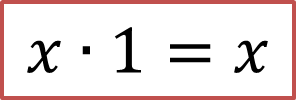 x · 1 = x